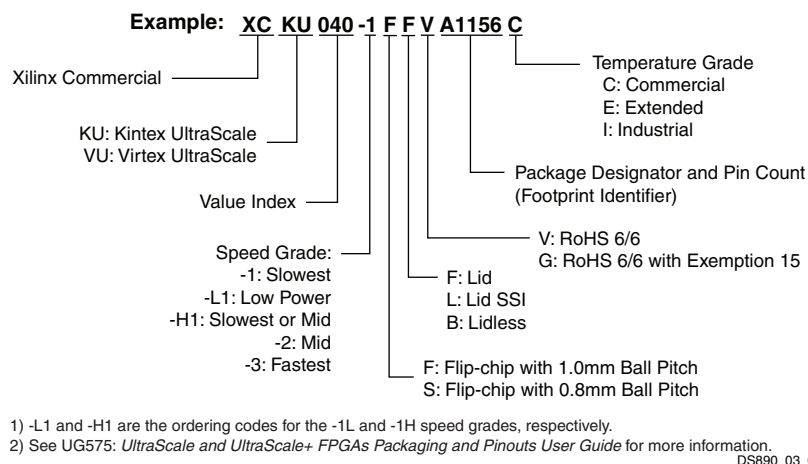 Example: XC KU 040 -1 F F V A1156 C
Xilinx Commercial
KU: Kintex UltraScale
VU: Virtex UltraScale
Value Index
Speed Grade:
-1: Slowest
-L1: Low Power
-H1: Slowest or Mid
-2: Mid
-3: Fastest
Temperature Grade
C: Commercial
E: Extended
I: Industrial
Package Designator and Pin Count
(Footprint Identifier)
V: RoHS 6/6
G: RoHS 6/6 with Exemption 15
F: Lid
L: Lid SSI
B: Lidless
F: Flip-chip with 1.0mm Ball Pitch
S: Flip-chip with 0.8mm Ball Pitch
1) -L1 and -H1 are the ordering codes for the -1L and -1H speed grades, respectively.
2) See UG575: UltraScale and UltraScale+ FPGAs Packaging and Pinouts User Guide for more information.
DS890_03_